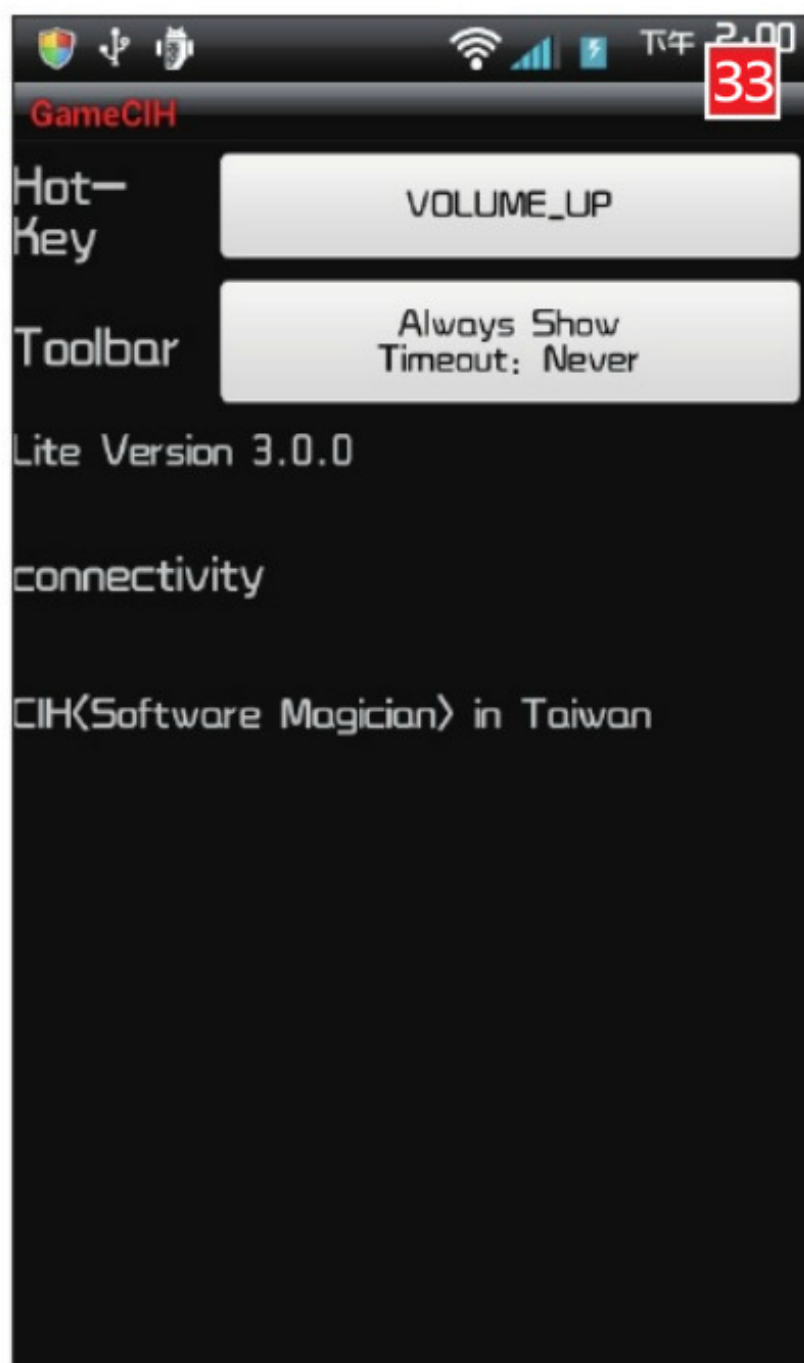 下午 2:00
33
GameCIH
Hot-
Key
VOLUME_UP
Toolbar
Always Show
Timeout: Never
Lite Version 3.0.0
connectivity
CIH(Software Magician) in Taiwan